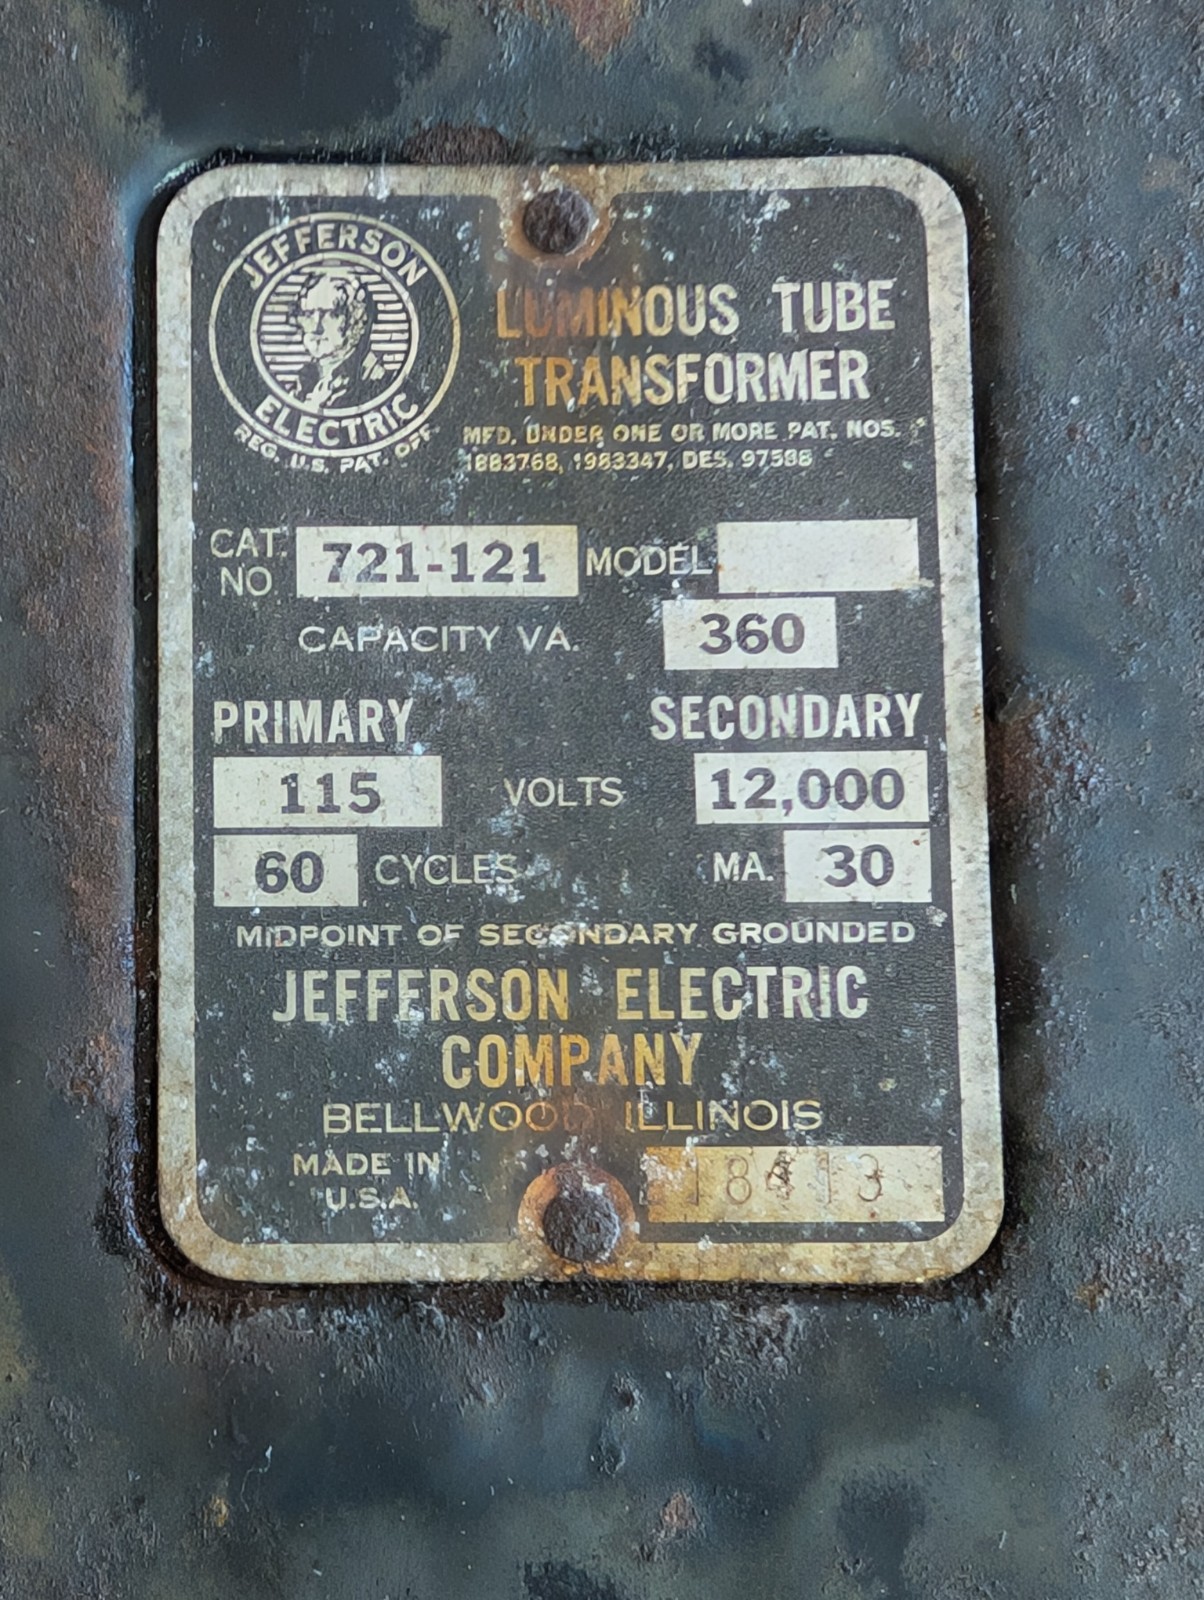 JEFFERSON
ELECTRIC
REG. U.S. PAT. OFF.
LUMINOUS TUBE
TRANSFORMER
MFD. UNDER ONE OR MORE PAT. NOS.
1883768, 1983347, DES. 97588
CAT. NO 721-121 MODEL
CAPACITY VA. 360
PRIMARY SECONDARY
115 VOLTS 12,000
60 CYCLES MA. 30
MIDPOINT OF SECONDARY GROUNDED
JEFFERSON ELECTRIC
COMPANY
BELLWOOD ILLINOIS
MADE IN
U.S.A.